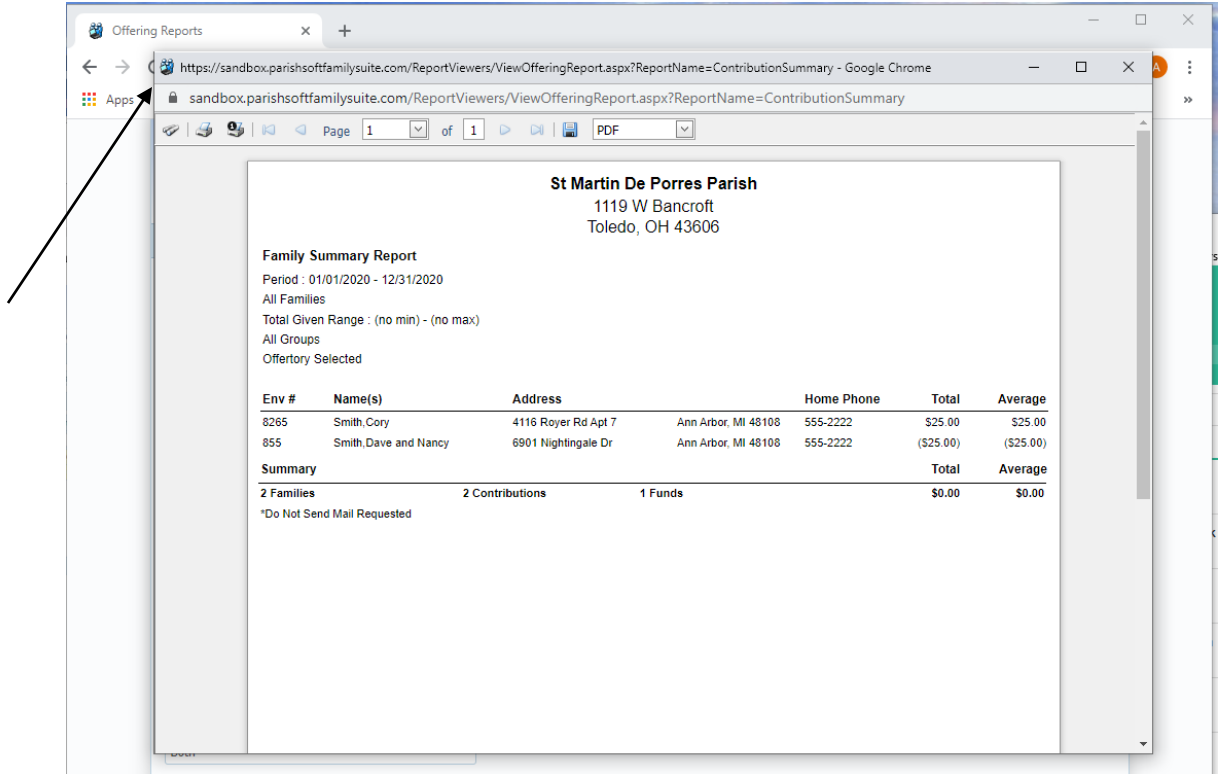 Offering Reports
https://sandbox.parishsoftfamilysuite.com/ReportViewers/ViewOfferingReport.aspx?ReportName=ContributionSummary - Google Chrome
A
Apps
sandbox.parishsoftfamilysuite.com/ReportViewers/ViewOfferingReport.aspx?ReportName=ContributionSummary
»
Page 1 of 1 PDF
St Martin De Porres Parish
1119 W Bancroft
Toledo, OH 43606
Family Summary Report
Period : 01/01/2020 - 12/31/2020
All Families
Total Given Range : (no min) - (no max)
All Groups
Offertory Selected
Env # Name(s) Address Home Phone Total Average
8265 Smith,Cory 4116 Royer Rd Apt 7 Ann Arbor, MI 48108 555-2222 $25.00 $25.00
855 Smith,Dave and Nancy 6901 Nightingale Dr Ann Arbor, MI 48108 555-2222 ($25.00) ($25.00)
Summary Total Average
2 Families 2 Contributions 1 Funds $0.00 $0.00
*Do Not Send Mail Requested